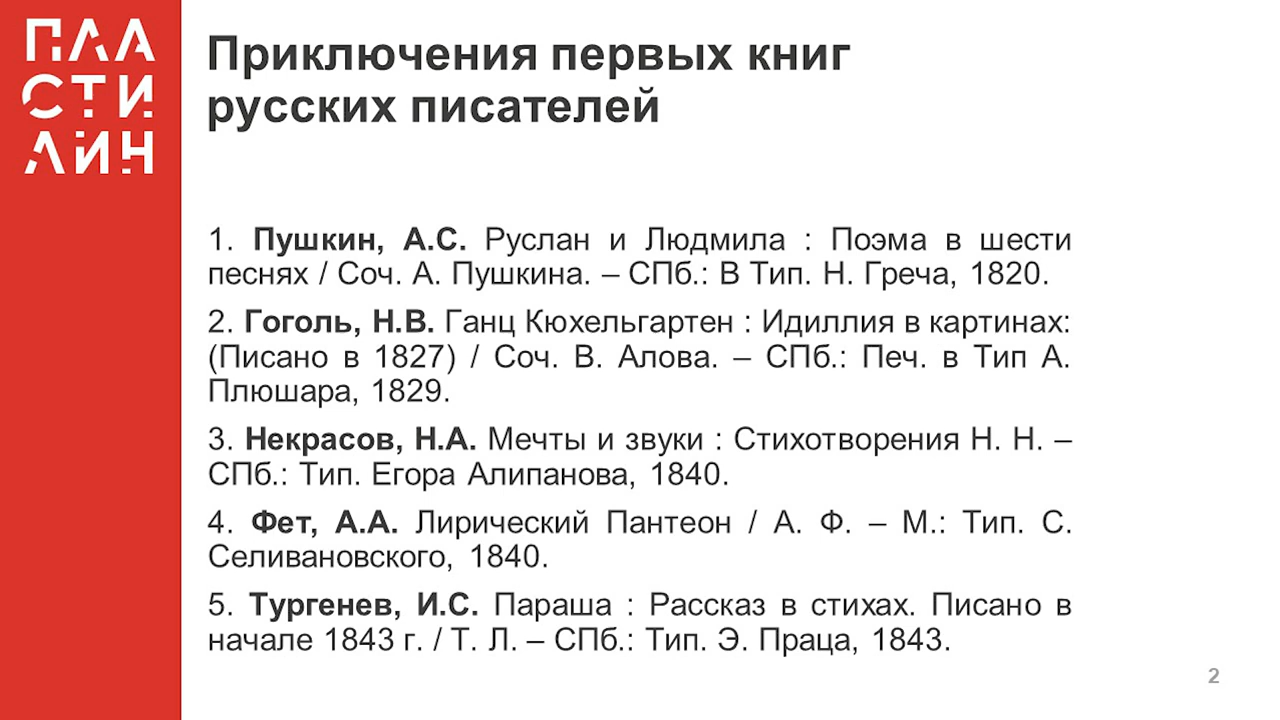 ПЛА
СТИ
ЛИН
Приключения первых книг
русских писателей
1. Пушкин, А.С. Руслан и Людмила : Поэма в шести
песнях / Соч. А. Пушкина. – СПб.: В Тип. Н. Греча, 1820.
2. Гоголь, Н.В. Ганц Кюхельгартен : Идиллия в картинах:
(Писано в 1827) / Соч. В. Алова. – СПб.: Печ. в Тип А.
Плюшара, 1829.
3. Некрасов, Н.А. Мечты и звуки : Стихотворения Н. Н. –
СПб.: Тип. Егора Алипанова, 1840.
4. Фет, А.А. Лирический Пантеон / А. Ф. – М.: Тип. С.
Селивановского, 1840.
5. Тургенев, И.С. Параша : Рассказ в стихах. Писано в
начале 1843 г. / Т. Л. – СПб.: Тип. Э. Праца, 1843.
2